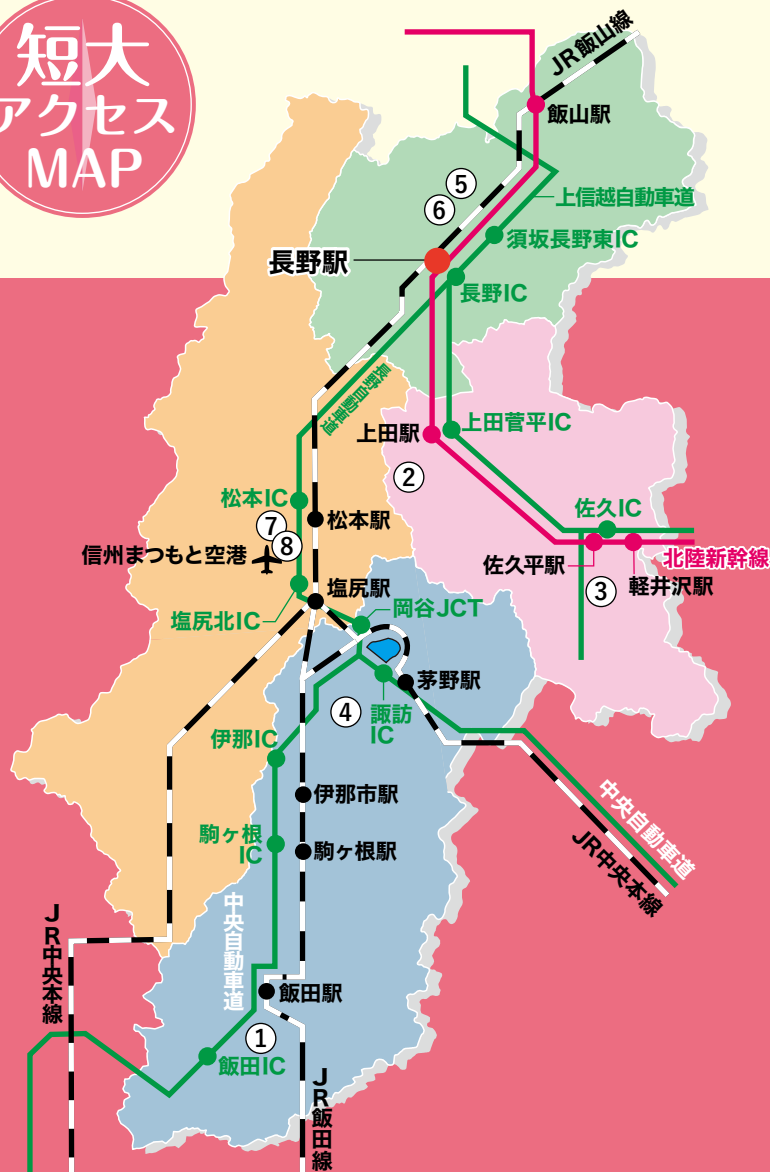 短大
アクセス
MAP
JR飯山線
飯山駅
⑤
⑥
上信越自動車道
須坂長野東IC
長野駅
長野IC
長野自動車道
上田駅
上田菅平IC
②
松本IC
佐久IC
⑦
松本駅
⑧
信州まつもと空港
佐久平駅
北陸新幹線
③
軽井沢駅
塩尻駅
塩尻北IC
岡谷JCT
茅野駅
④
諏訪
IC
伊那IC
伊那市駅
駒ヶ根
IC
駒ヶ根駅
中央自動車道
JR中央本線
中央自動車道
JR中央本線
飯田駅
①
飯田IC
JR飯田線